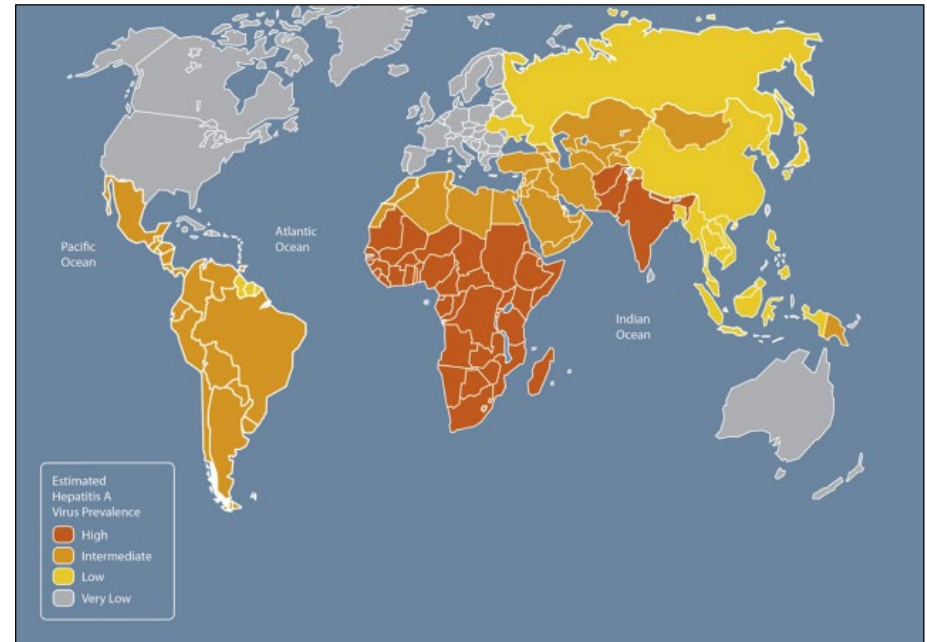 Pacific
Ocean
Atlantic
Ocean
Indian
Ocean
Estimated
Hepatitis A
Virus Prevalence
High
Intermediate
Low
Very Low